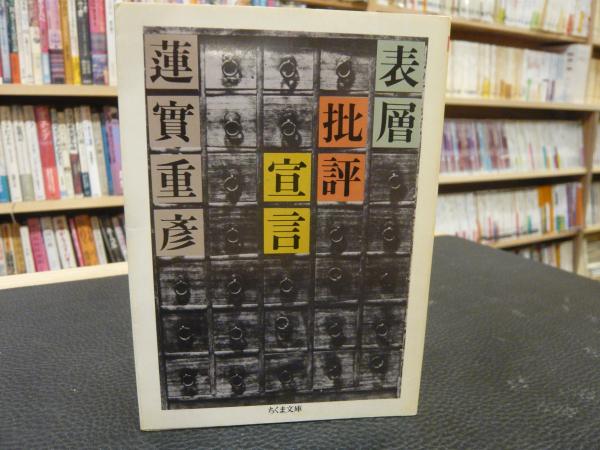 表層
批評
宣言
蓮實重彥
ちくま文庫